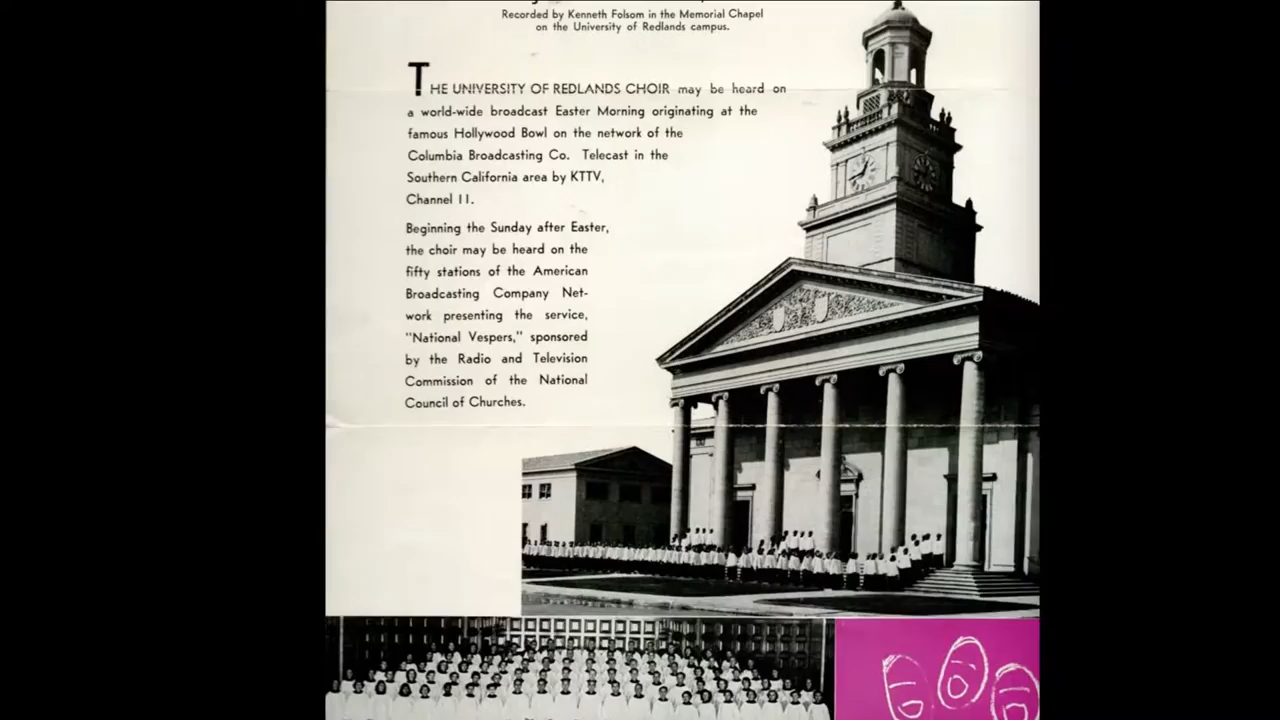 Recorded by Kenneth Folsom in the Memorial Chapel
on the University of Redlands campus.
THE UNIVERSITY OF REDLANDS CHOIR may be heard on
a world-wide broadcast Easter Morning originating at the
famous Hollywood Bowl on the network of the
Columbia Broadcasting Co. Telecast in the
Southern California area by KTTV,
Channel 11.
Beginning the Sunday after Easter,
the choir may be heard on the
fifty stations of the American
Broadcasting Company Net-
work presenting the service,
"National Vespers," sponsored
by the Radio and Television
Commission of the National
Council of Churches.